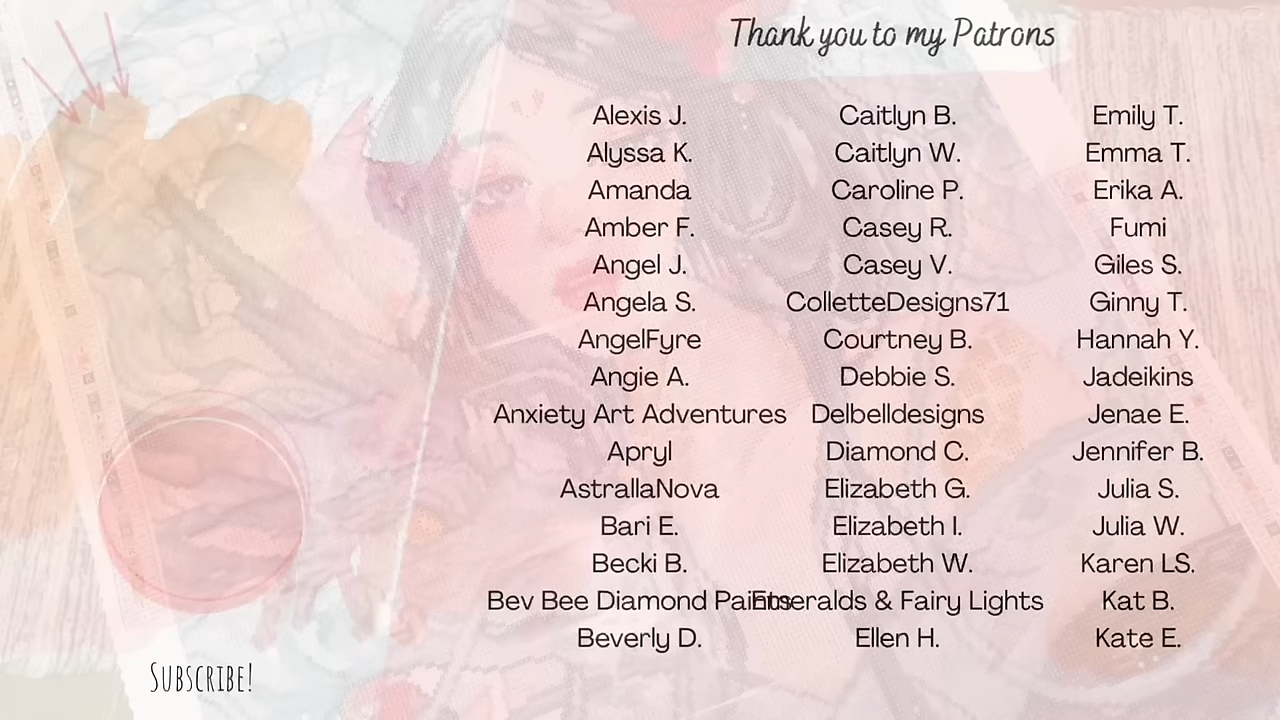 Thank you to my Patrons
Alexis J.
Alyssa K.
Amanda
Amber F.
Angel J.
Angela S.
AngelFyre
Angie A.
Anxiety Art Adventures
Apryl
AstrallaNova
Bari E.
Becki B.
Bev Bee Diamond Paints
Beverly D.
Caitlyn B.
Caitlyn W.
Caroline P.
Casey R.
Casey V.
ColletteDesigns71
Courtney B.
Debbie S.
Delbelldesigns
Diamond C.
Elizabeth G.
Elizabeth I.
Elizabeth W.
Emeralds & Fairy Lights
Ellen H.
Emily T.
Emma T.
Erika A.
Fumi
Giles S.
Ginny T.
Hannah Y.
Jadeikins
Jenae E.
Jennifer B.
Julia S.
Julia W.
Karen LS.
Kat B.
Kate E.
Subscribe!